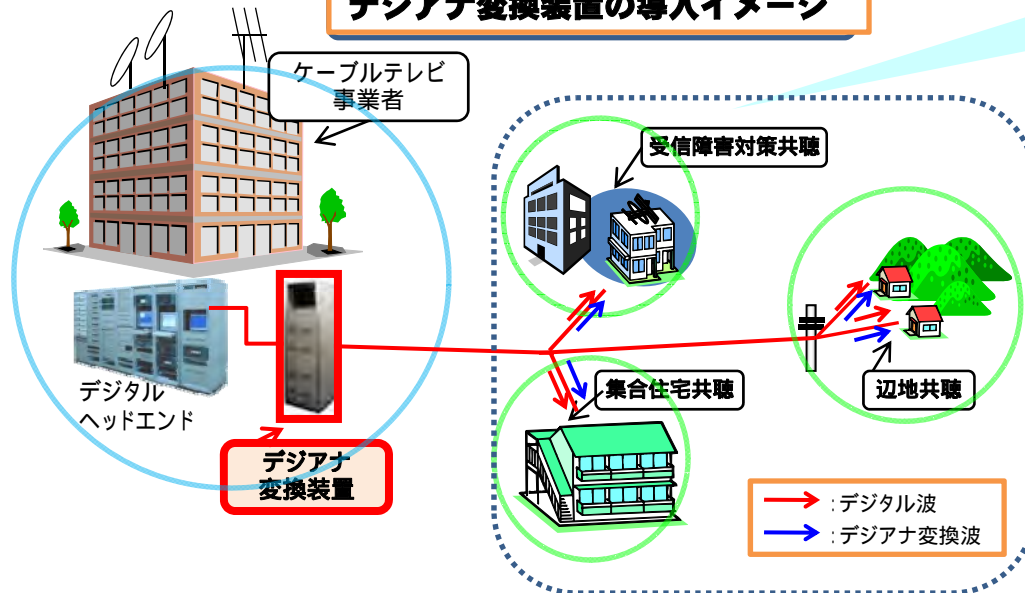 デジアナ変換装置の導入イメージ
ケーブルテレビ
事業者
受信障害対策共聴
デジタル
ヘッドエンド
集合住宅共聴
辺地共聴
デジアナ
変換装置
:デジタル波
:デジアナ変換波